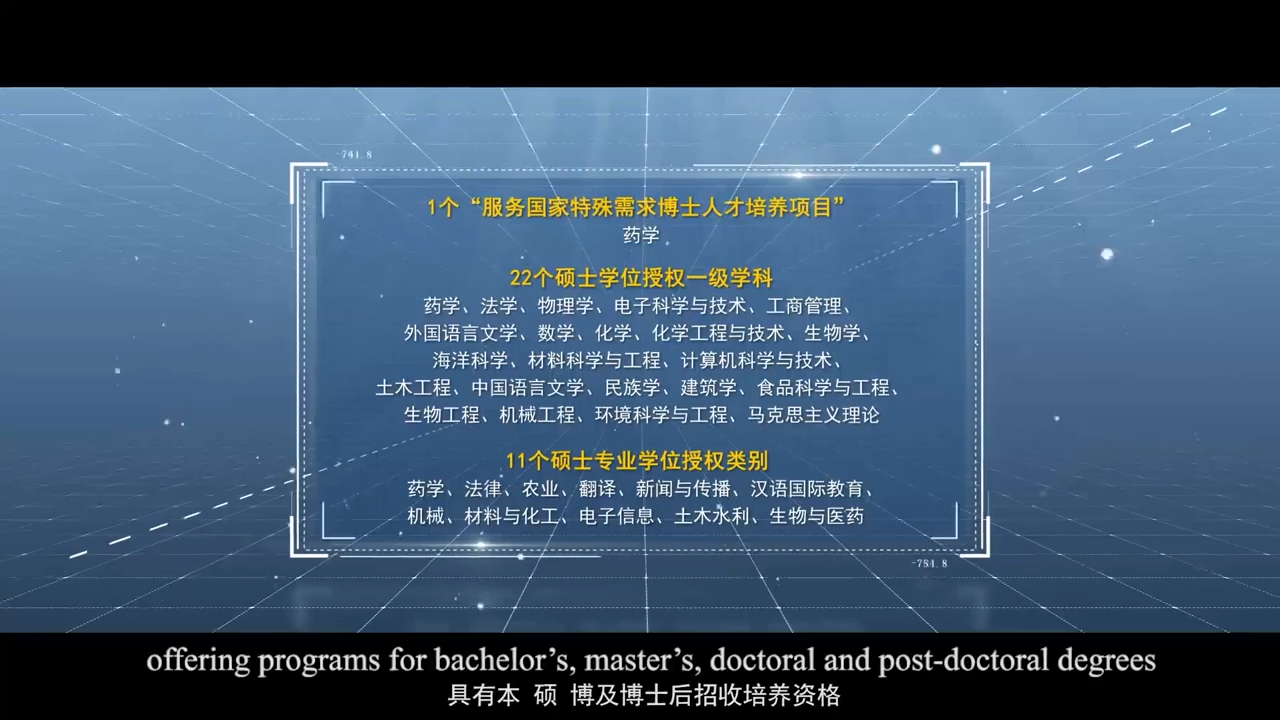 741.8
1个“服务国家特殊需求博士人才培养项目”
药学
22个硕士学位授权一级学科
药学、法学、物理学、电子科学与技术、工商管理、
外国语言文学、数学、化学、化学工程与技术、生物学、
海洋科学、材料科学与工程、计算机科学与技术、
土木工程、中国语言文学、民族学、建筑学、食品科学与工程、
生物工程、机械工程、环境科学与工程、马克思主义理论
11个硕士专业学位授权类别
药学、法律、农业、翻译、新闻与传播、汉语国际教育、
机械、材料与化工、电子信息、土木水利、生物与医药
-784.8
offering programs for bachelor’s, master’s, doctoral and post-doctoral degrees
具有本 硕 博及博士后招收培养资格